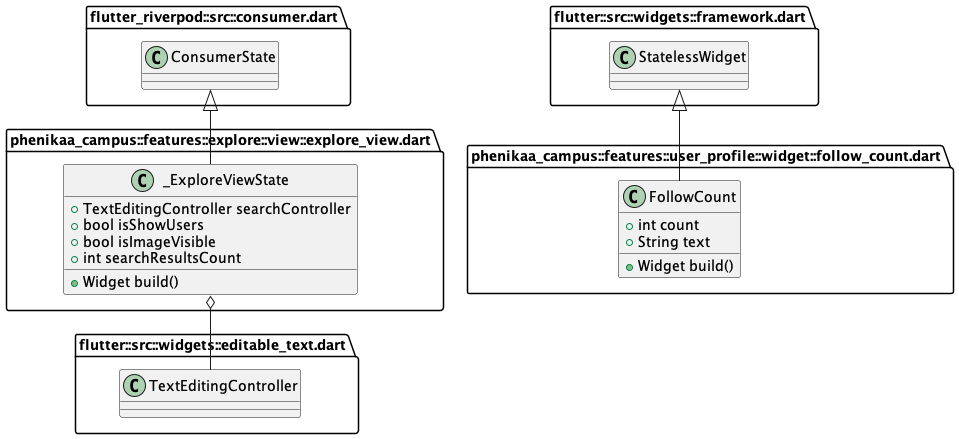 flutter_riverpod::src::consumer.dart
C ConsumerState
phenikaa_campus::features::explore::view::explore_view.dart
C _ExploreViewState
TextEditingController searchController
bool isShowUsers
bool isImageVisible
int searchResultsCount
Widget build()
flutter::src::widgets::editable_text.dart
C TextEditingController
flutter::src::widgets::framework.dart
C StatelessWidget
phenikaa_campus::features::user_profile::widget::follow_count.dart
C FollowCount
int count
String text
Widget build()